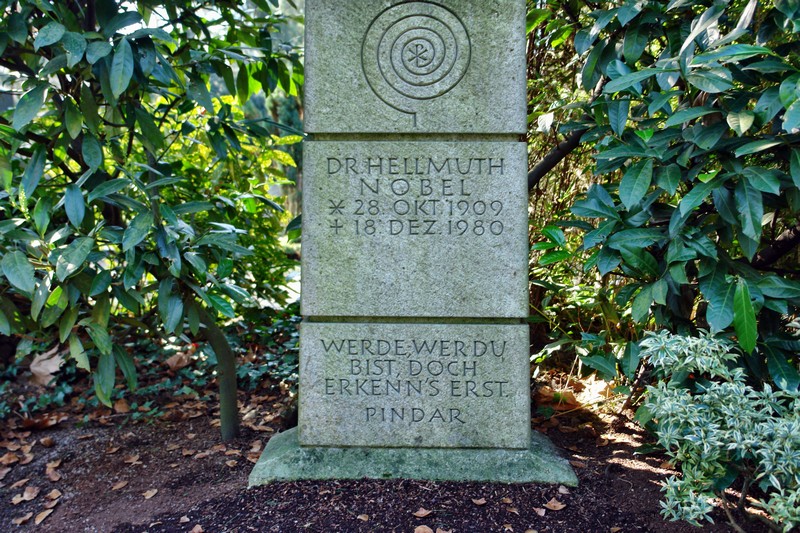 DR. HELLMUTH
NOBEL
* 28. OKT. 1909
† 18. DEZ. 1980
WERDE, WER DU
BIST, DOCH
ERKENN'S ERST.
PINDAR